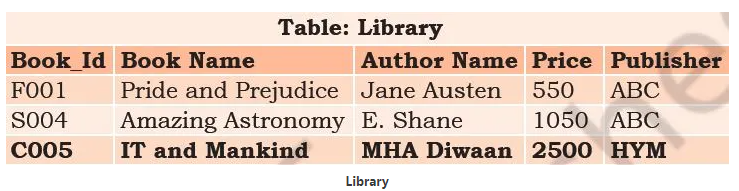 Table: Library
Book_Id Book Name Author Name Price Publisher
F001 Pride and Prejudice Jane Austen 550 ABC
S004 Amazing Astronomy E. Shane 1050 ABC
C005 IT and Mankind MHA Diwaan 2500 HYM
Library